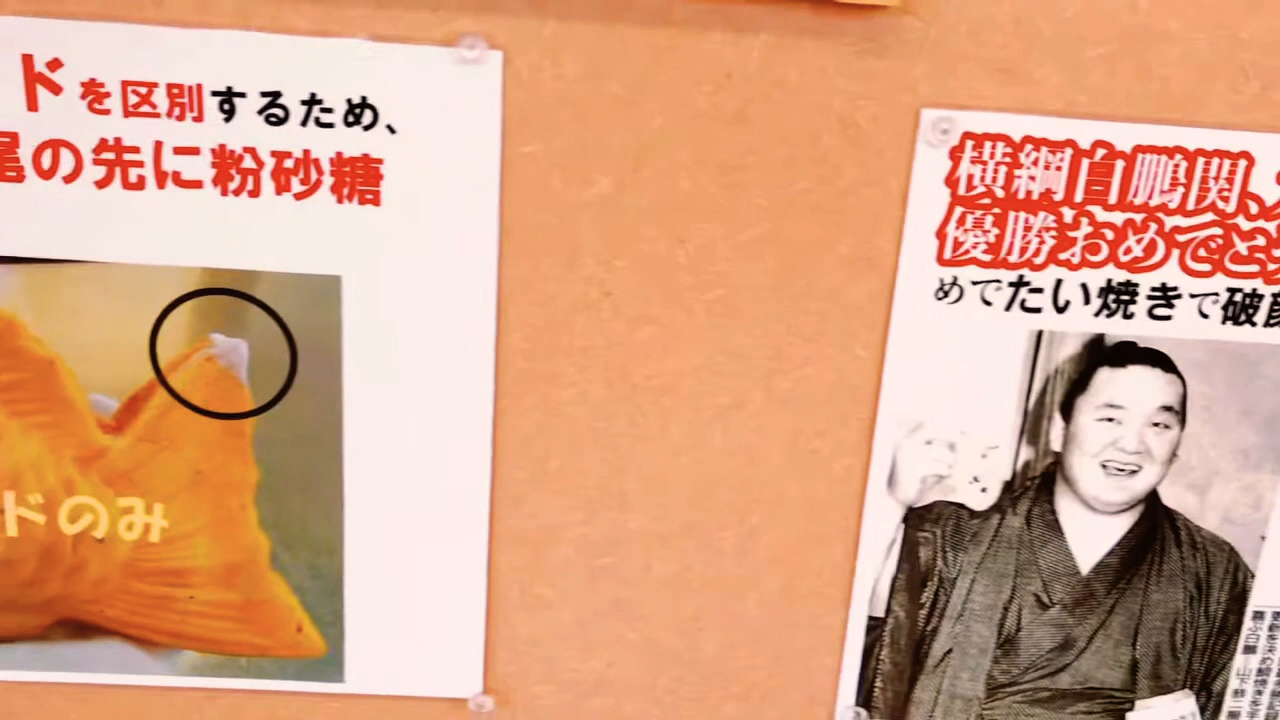 ドを区別するため、
尾の先に粉砂糖
ドのみ
横綱白鵬関、
優勝おめでと
めでたい焼きで破顔